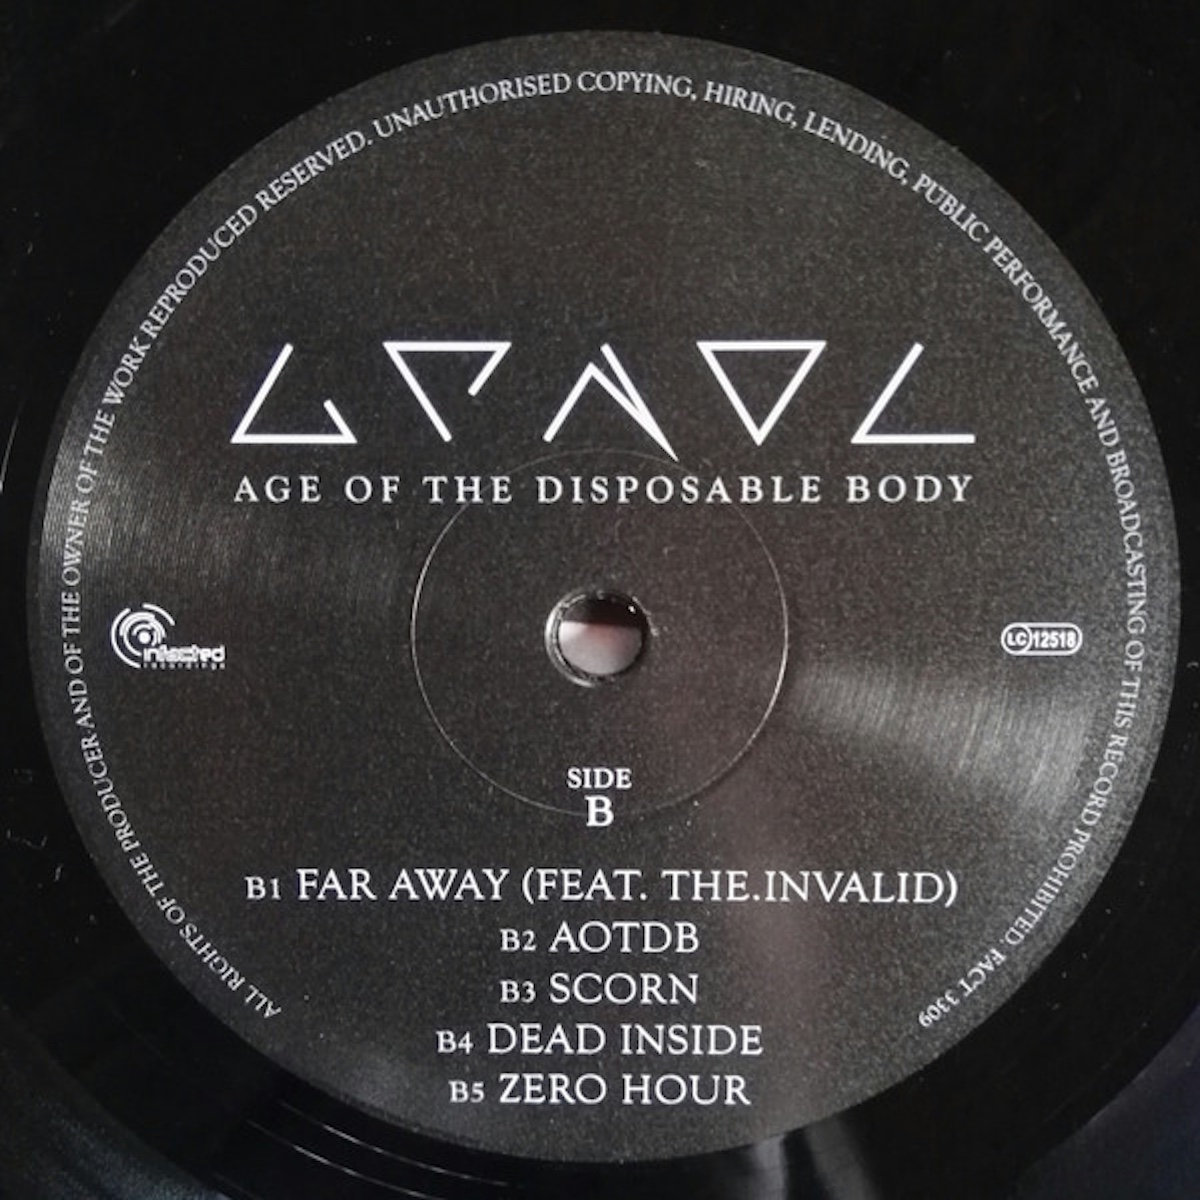 ALL RIGHTS OF THE PRODUCER AND OF THE OWNER OF THE WORK REPRODUCED RESERVED. UNAUTHORISED COPYING, HIRING, LENDING, PUBLIC PERFORMANCE AND BROADCASTING OF THIS RECORD PROHIBITED. FACT 3309
AGE OF THE DISPOSABLE BODY
infected
recordings
LC 12518
SIDE
B
B1 FAR AWAY (FEAT. THE.INVALID)
B2 AOTDB
B3 SCORN
B4 DEAD INSIDE
B5 ZERO HOUR